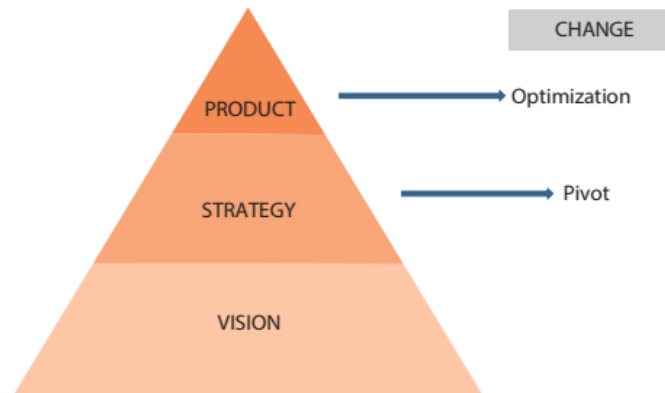 CHANGE
PRODUCT
Optimization
STRATEGY
Pivot
VISION